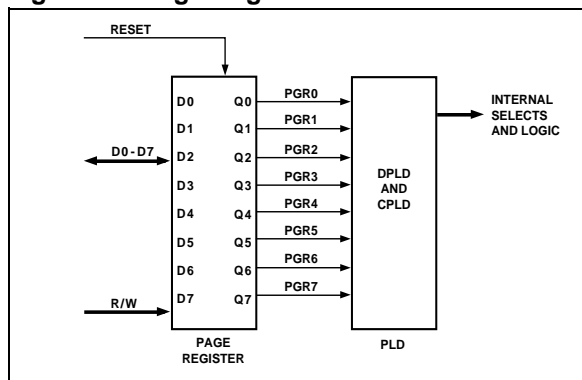 RESET
D0 Q0 PGR0
D1 Q1 PGR1
D0-D7 D2 Q2 PGR2
D3 Q3 PGR3
D4 Q4 PGR4
D5 Q5 PGR5
D6 Q6 PGR6
R/W D7 Q7 PGR7
DPLD
AND
CPLD
INTERNAL
SELECTS
AND LOGIC
PAGE
REGISTER
PLD